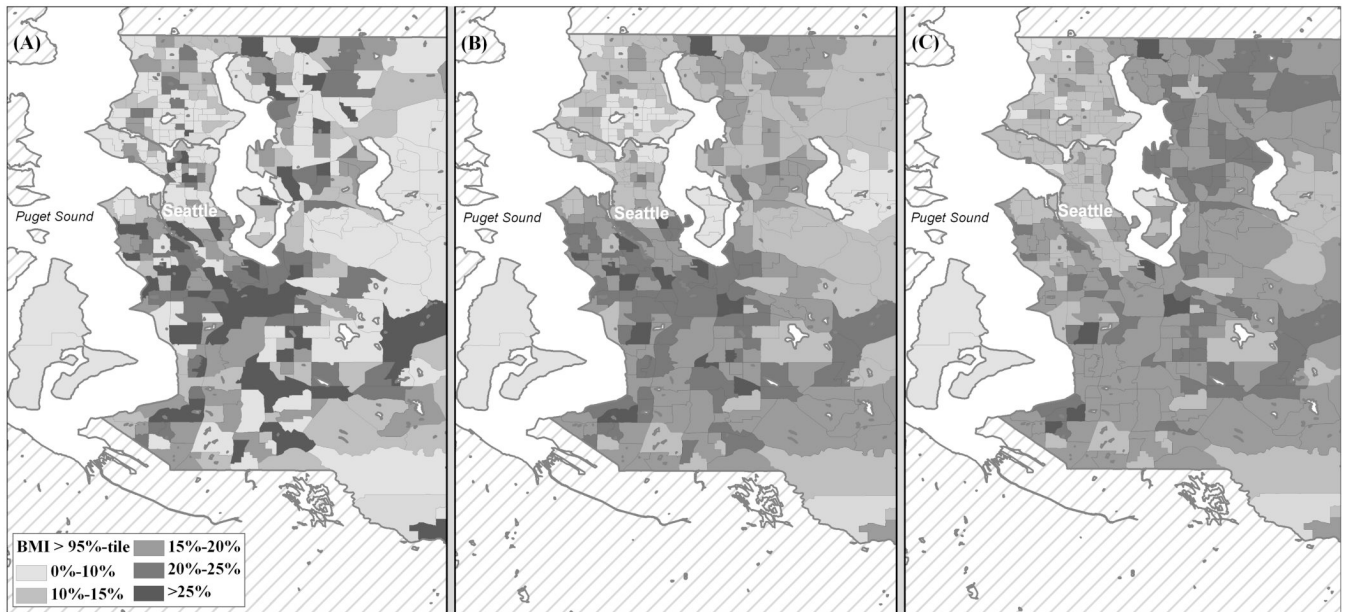 (A)
Seattle
Puget Sound
BMI > 95%-tile
0%-10%
10%-15%
15%-20%
20%-25%
>25%
(B)
Seattle
Puget Sound
(C)
Seattle
Puget Sound